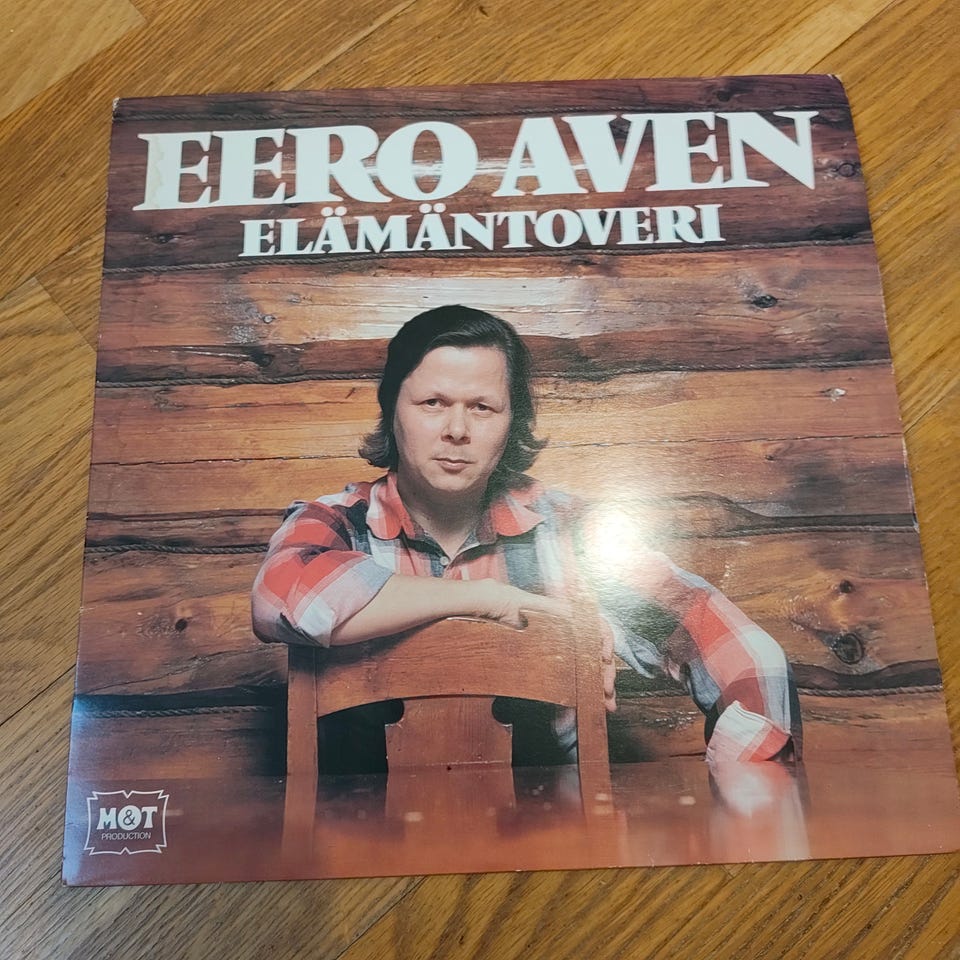 EERO AVEN
ELÄMÄNTOVERI
M&T
PRODUCTION